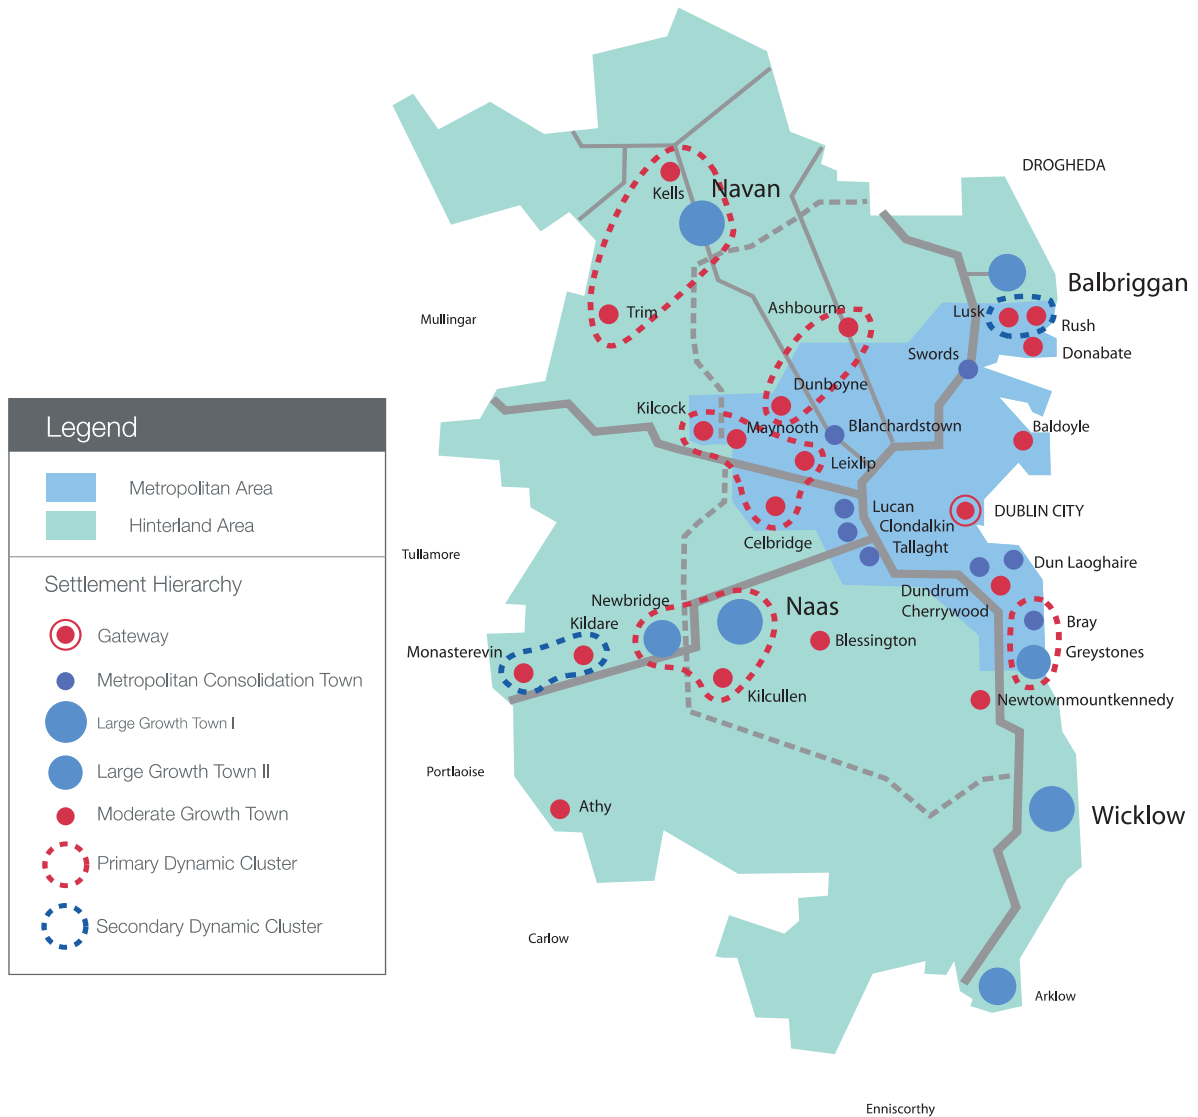 DROGHEDA
Kells
Navan
Balbriggan
Mullingar
Trim
Ashbourne
Lusk
Rush
Swords
Donabate
Dunboyne
Kilcock
Maynooth
Blanchardstown
Baldoyle
Leixlip
Lucan
DUBLIN CITY
Clondalkin
Celbridge
Tallaght
Tullamore
Dun Laoghaire
Dundrum
Cherrywood
Newbridge
Naas
Kildare
Bray
Blessington
Monasterevin
Greystones
Kilcullen
Newtownmountkennedy
Portlaoise
Athy
Wicklow
Carlow
Arklow
Enniscorthy
Legend
Metropolitan Area
Hinterland Area
Settlement Hierarchy
Gateway
Metropolitan Consolidation Town
Large Growth Town I
Large Growth Town II
Moderate Growth Town
Primary Dynamic Cluster
Secondary Dynamic Cluster